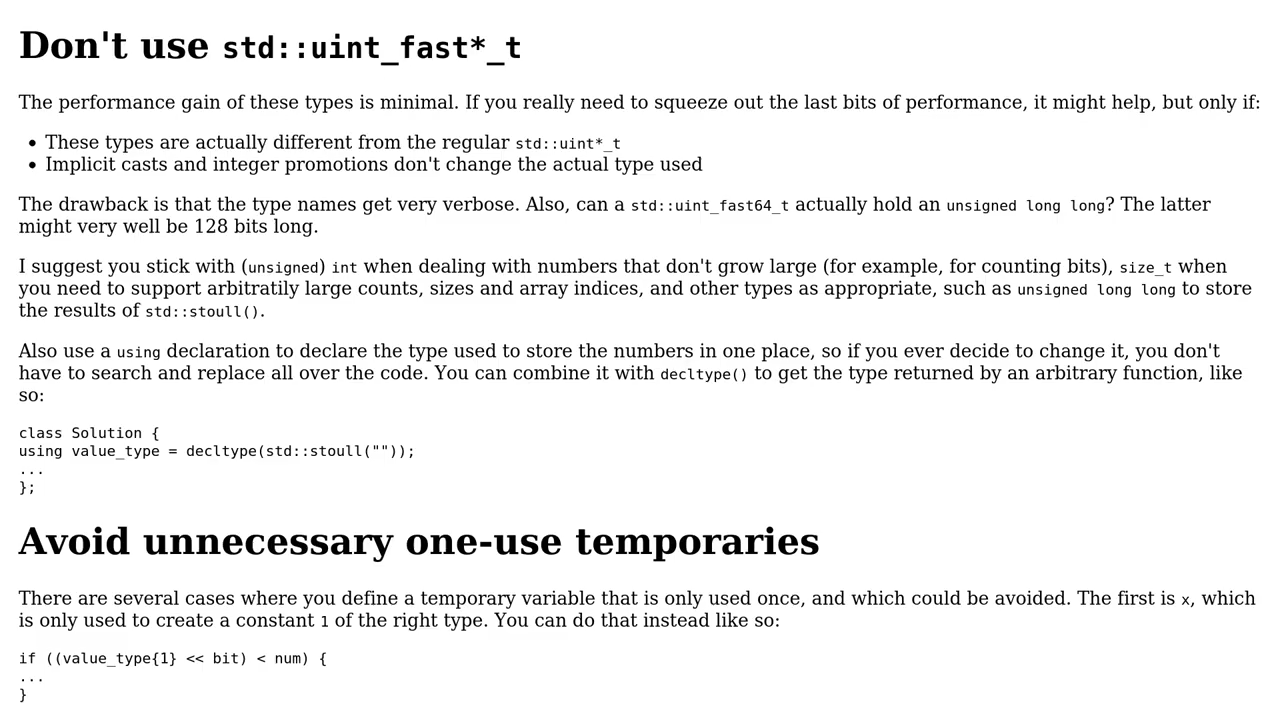 Don't use std::uint_fast*_t
The performance gain of these types is minimal. If you really need to squeeze out the last bits of performance, it might help, but only if:
• These types are actually different from the regular std::uint*_t
• Implicit casts and integer promotions don't change the actual type used
The drawback is that the type names get very verbose. Also, can a std::uint_fast64_t actually hold an unsigned long long? The latter
might very well be 128 bits long.
I suggest you stick with (unsigned) int when dealing with numbers that don't grow large (for example, for counting bits), size_t when
you need to support arbitratily large counts, sizes and array indices, and other types as appropriate, such as unsigned long long to store
the results of std::stoull().
Also use a using declaration to declare the type used to store the numbers in one place, so if you ever decide to change it, you don't
have to search and replace all over the code. You can combine it with decltype() to get the type returned by an arbitrary function, like
so:
class Solution {
using value_type = decltype(std::stoull(""));
...
};
Avoid unnecessary one-use temporaries
There are several cases where you define a temporary variable that is only used once, and which could be avoided. The first is x, which
is only used to create a constant 1 of the right type. You can do that instead like so:
if ((value_type{1} << bit) < num) {
...
}